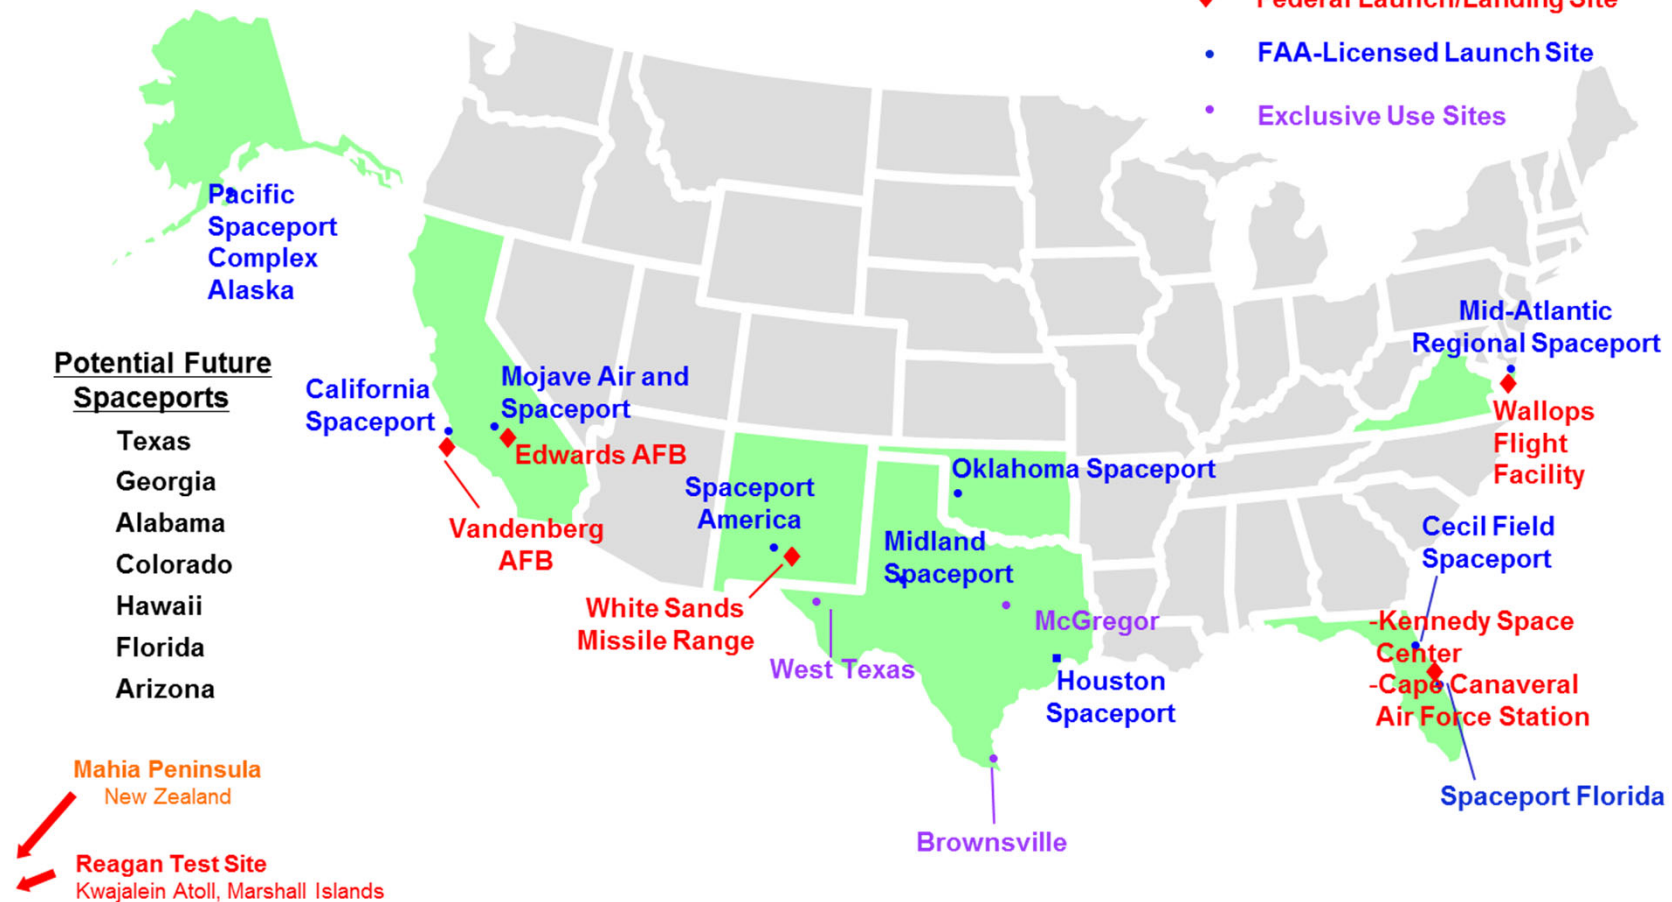 Federal Launch/Landing Site
FAA-Licensed Launch Site
Exclusive Use Sites
Pacific
Spaceport
Complex
Alaska
Potential Future
Spaceports
Texas
Georgia
Alabama
Colorado
Hawaii
Florida
Arizona
California
Spaceport
Mojave Air and
Spaceport
Edwards AFB
Vandenberg
AFB
Spaceport
America
White Sands
Missile Range
Oklahoma Spaceport
Midland
Spaceport
McGregor
West Texas
Houston
Spaceport
Brownsville
Mid-Atlantic
Regional Spaceport
Wallops
Flight
Facility
Cecil Field
Spaceport
-Kennedy Space
Center
-Cape Canaveral
Air Force Station
Spaceport Florida
Mahia Peninsula
New Zealand
Reagan Test Site
Kwajalein Atoll, Marshall Islands